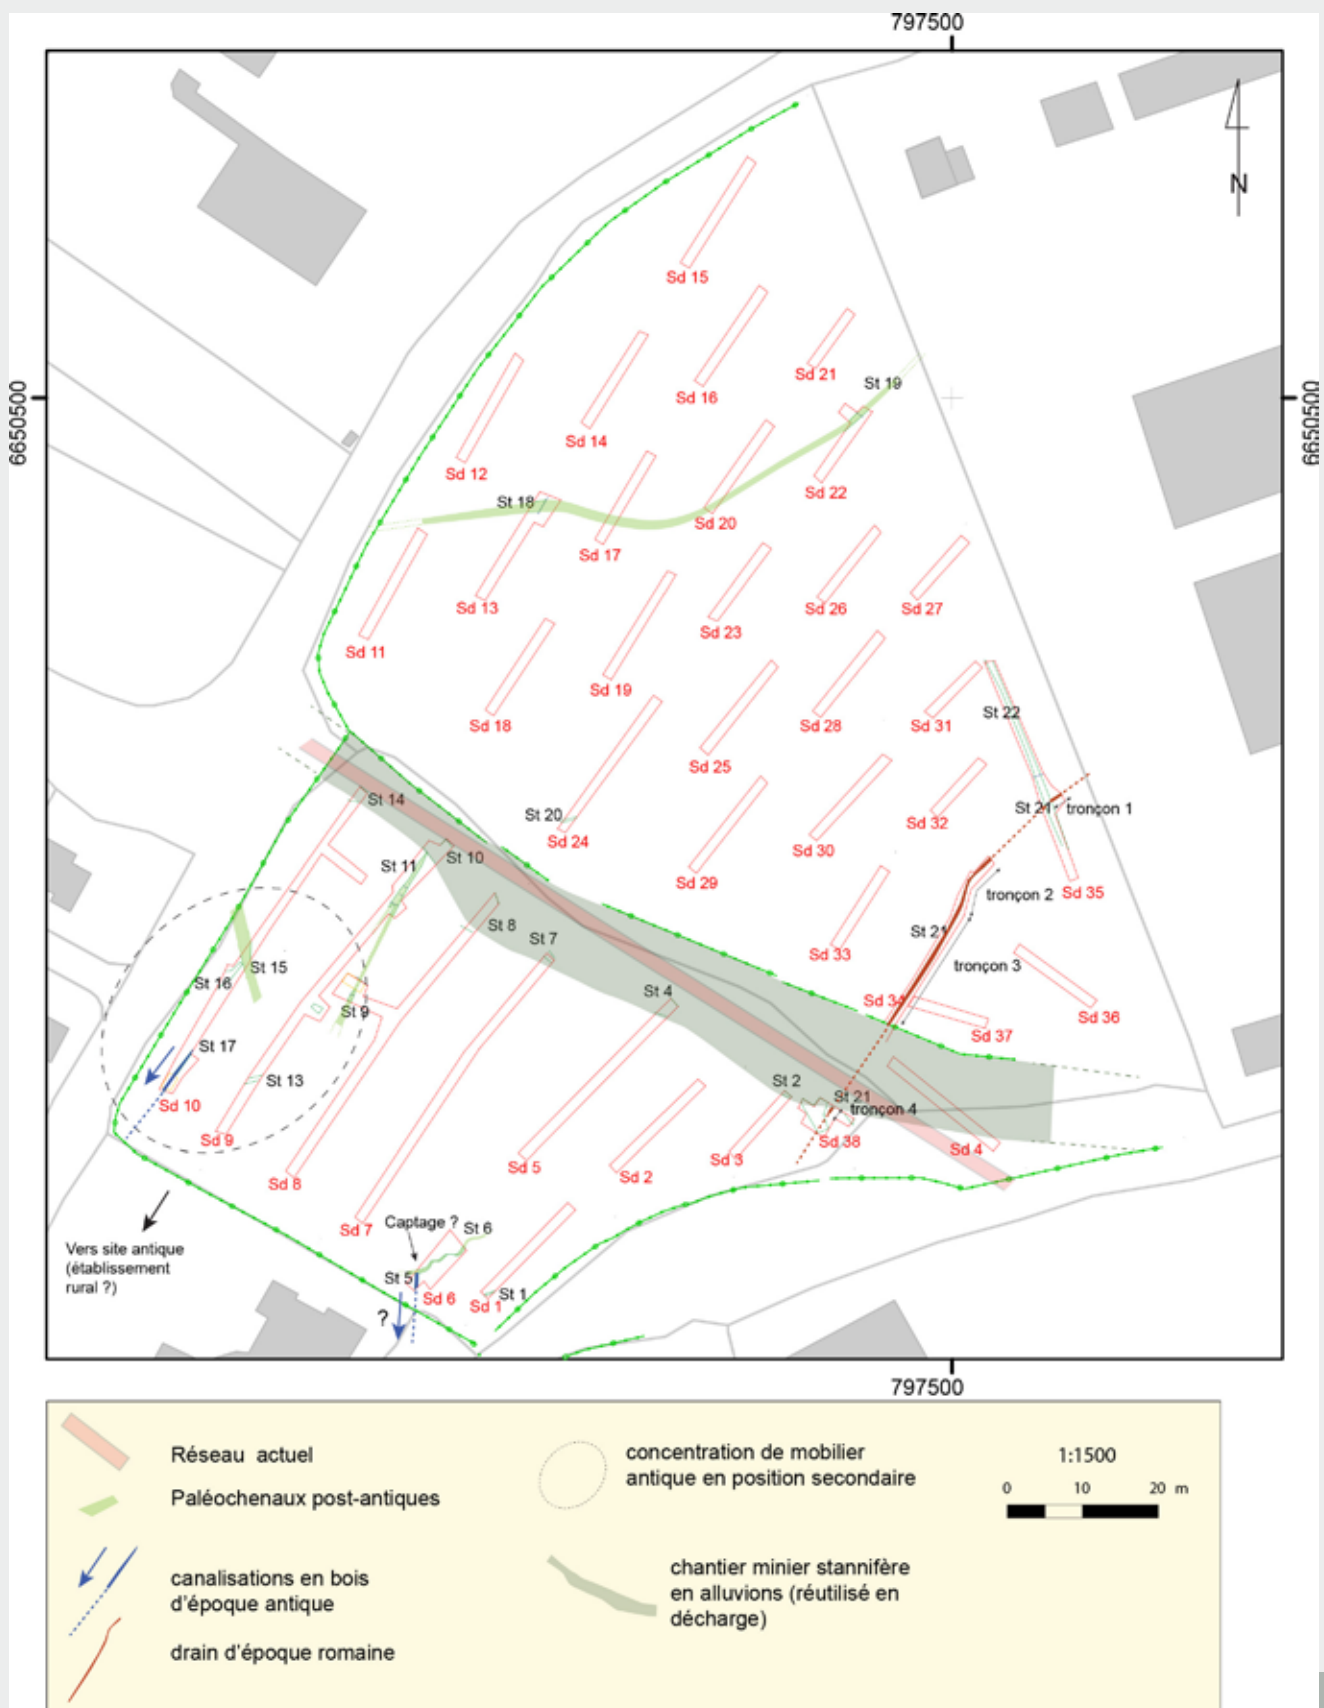 797500
N
6650500
6650500
Sd 15
Sd 21
St 19
Sd 16
Sd 14
Sd 12
Sd 22
St 18
Sd 20
Sd 17
Sd 13
Sd 26
Sd 27
Sd 23
Sd 11
Sd 19
St 22
Sd 18
Sd 28
Sd 31
Sd 25
St 14
St 21
tronçon 1
St 20
Sd 32
Sd 24
Sd 30
St 10
St 11
Sd 29
Sd 35
tronçon 2
St 8
St 21
St 7
Sd 33
tronçon 3
St 15
St 16
St 4
Sd 34
St 9
Sd 36
Sd 37
St 17
St 13
St 2
St 21
Sd 10
tronçon 4
Sd 9
Sd 38
Sd 4
Sd 3
Sd 5
Sd 2
Sd 8
Captage ?
Sd 7
St 6
Vers site antique
(établissement
rural ?)
St 5
St 1
Sd 6
Sd 1
?
797500
Réseau actuel
Paléochenaux post-antiques
canalisations en bois
d'époque antique
drain d'époque romaine
concentration de mobilier
antique en position secondaire
chantier minier stannifère
en alluvions (réutilisé en
décharge)
1:1500
0 10 20 m